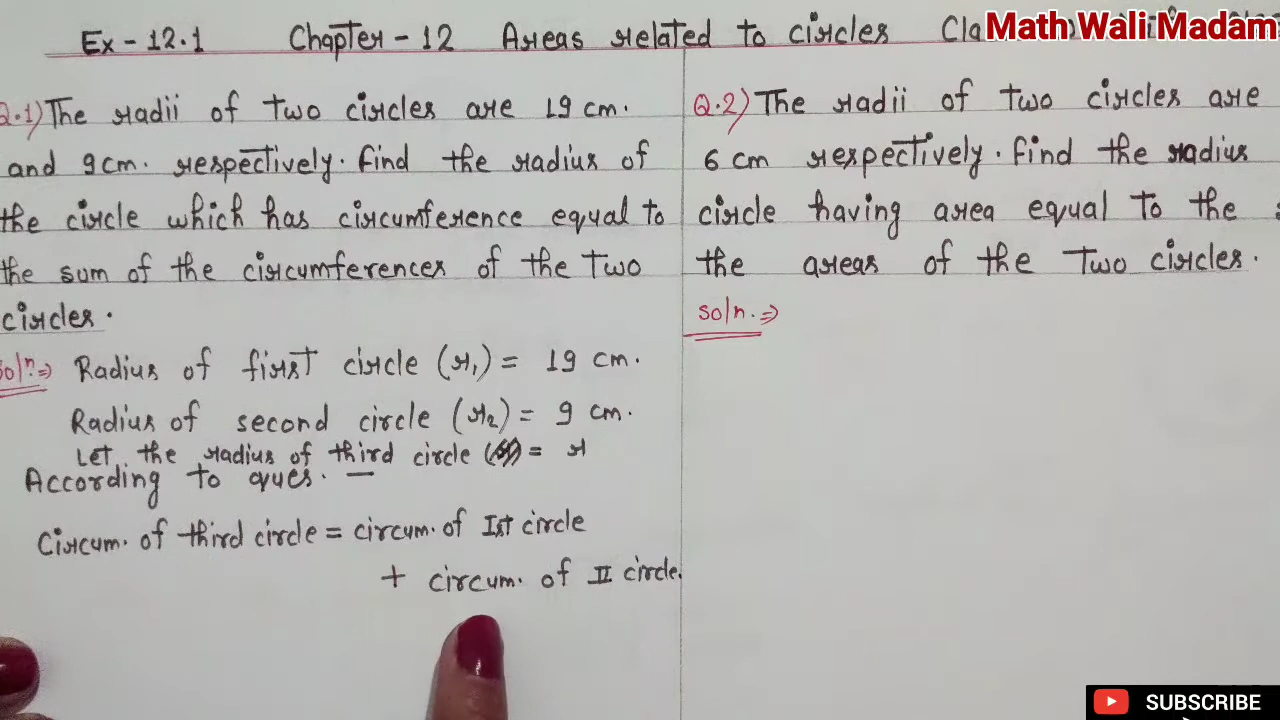 Ex - 12.1 Chapter - 12 Areas related to circles
Math Wali Madam
Q.1) The radii of two circles are 19 cm.
and 9 cm. respectively. Find the radius of
the circle which has circumference equal to
the sum of the circumferences of the two
circles.
Soln. ⇒ Radius of first circle (r₁) = 19 cm.
Radius of second circle (r₂) = 9 cm.
Let the radius of third circle = r
According to ques. —
Circum. of third circle = circum. of Ist circle
+ circum. of II circle.
Q.2) The radii of two circles are
6 cm respectively. Find the radius
circle having area equal to the
the areas of the two circles.
Soln. ⇒
SUBSCRIBE